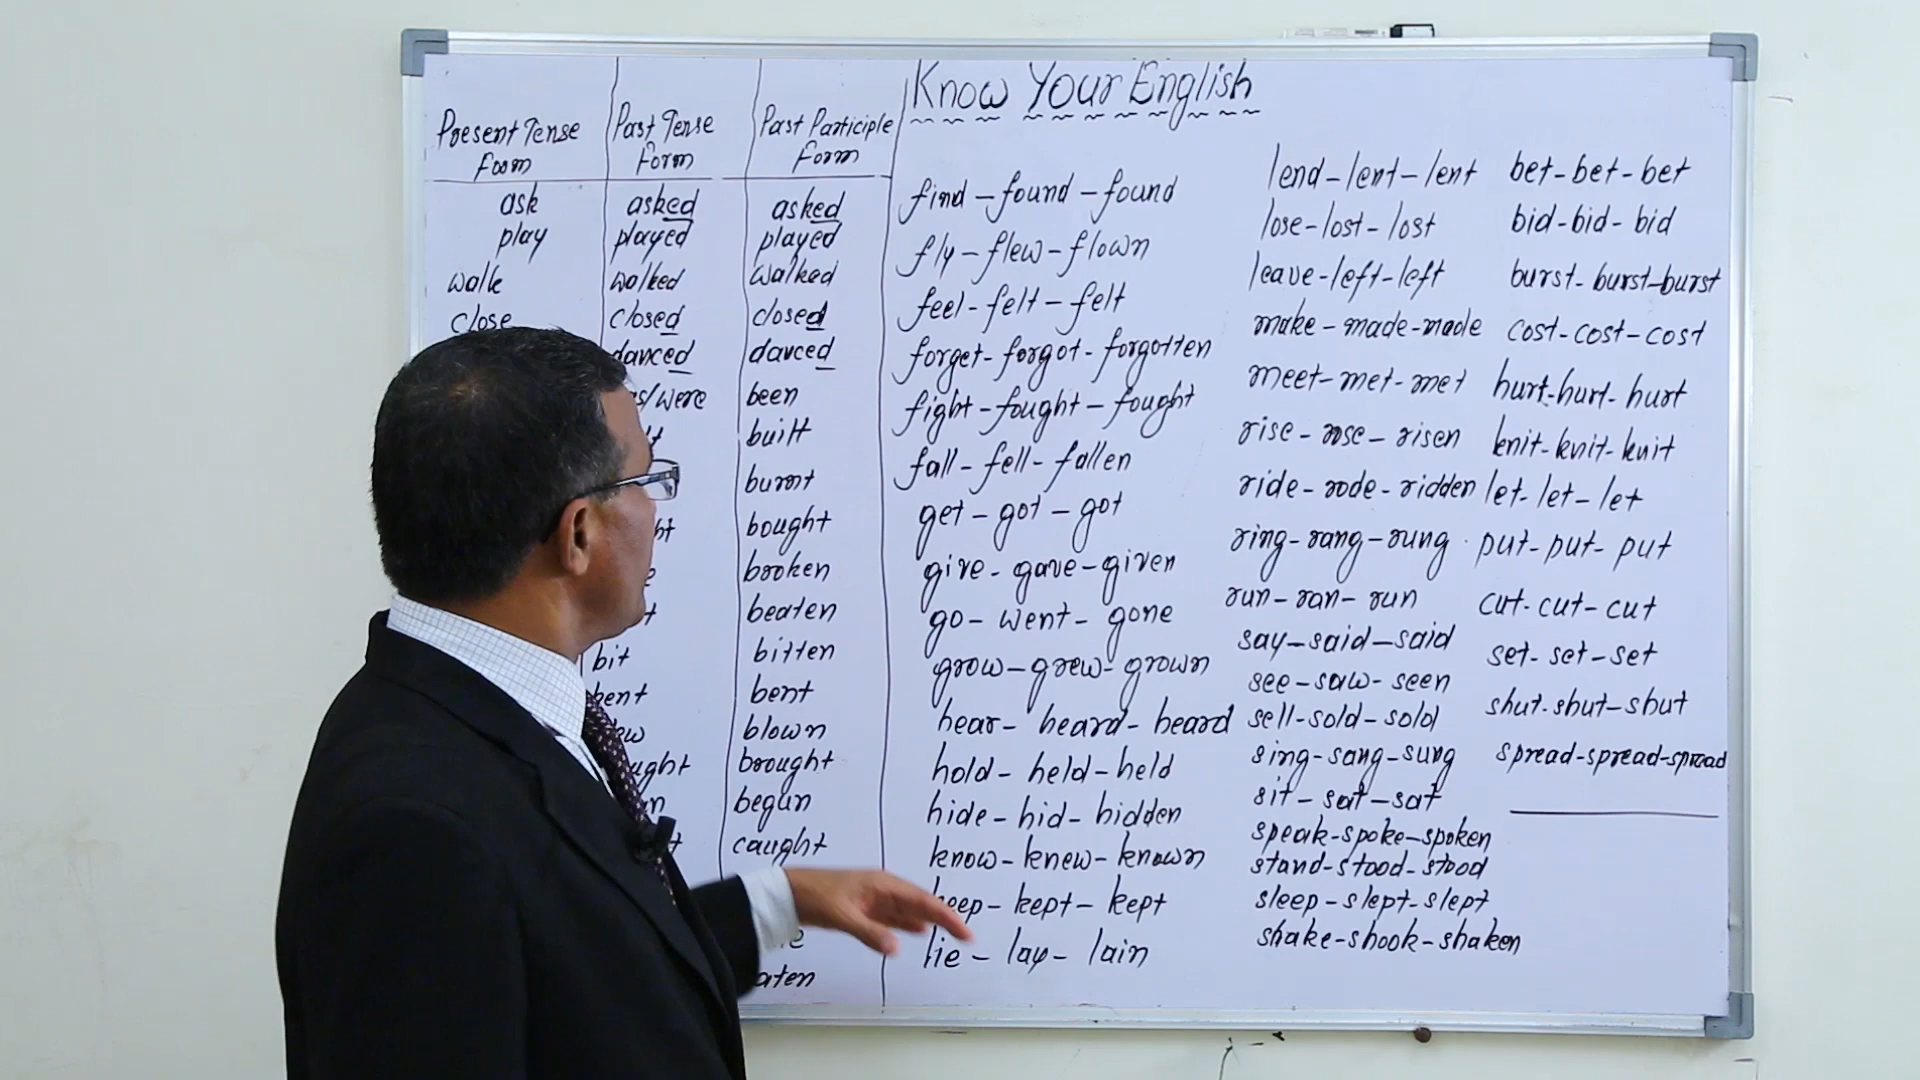 Know Your English
Present Tense Form
Past Tense Form
Past Participle Form
ask asked asked
play played played
walk walked walked
close closed closed
danced danced
were been
built
burnt
bought
broken
beaten
bit bitten
bent bent
blown
brought
begun
caught
find - found - found
fly - flew - flown
feel - felt - felt
forget - forgot - forgotten
fight - fought - fought
fall - fell - fallen
get - got - got
give - gave - given
go - went - gone
grow - grew - grown
hear - heard - heard
hold - held - held
hide - hid - hidden
know - knew - known
kept - kept
lie - lay - lain
lend - lent - lent
lose - lost - lost
leave - left - left
make - made - made
meet - met - met
rise - rose - risen
ride - rode - ridden
ring - rang - rung
run - ran - run
say - said - said
see - saw - seen
sell - sold - sold
sing - sang - sung
sit - sat - sat
speak - spoke - spoken
stand - stood - stood
sleep - slept - slept
shake - shook - shaken
bet - bet - bet
bid - bid - bid
burst - burst - burst
cost - cost - cost
hurt - hurt - hurt
knit - knit - knit
let - let - let
put - put - put
cut - cut - cut
set - set - set
shut - shut - shut
spread - spread - spread